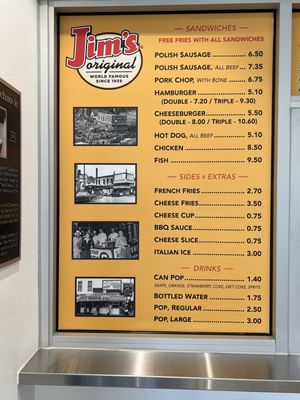 Jim's
original
WORLD FAMOUS
SINCE 1939
SANDWICHES
FREE FRIES WITH ALL SANDWICHES
POLISH SAUSAGE 6.50
POLISH SAUSAGE, ALL BEEF 7.35
PORK CHOP, WITH BONE 6.75
HAMBURGER 5.10
(DOUBLE - 7.20 / TRIPLE - 9.30)
CHEESEBURGER 5.50
(DOUBLE - 8.00 / TRIPLE - 10.60)
HOT DOG, ALL BEEF 5.10
CHICKEN 8.50
FISH 9.50
SIDES & EXTRAS
FRENCH FRIES 2.70
CHEESE FRIES 3.50
CHEESE CUP 0.75
BBQ SAUCE 0.75
CHEESE SLICE 0.75
ITALIAN ICE 3.00
DRINKS
CAN POP 1.40
GRAPE, ORANGE, STRAWBERRY, COKE, DIET COKE, SPRITE
BOTTLED WATER 1.75
POP, REGULAR 2.50
POP, LARGE 3.00